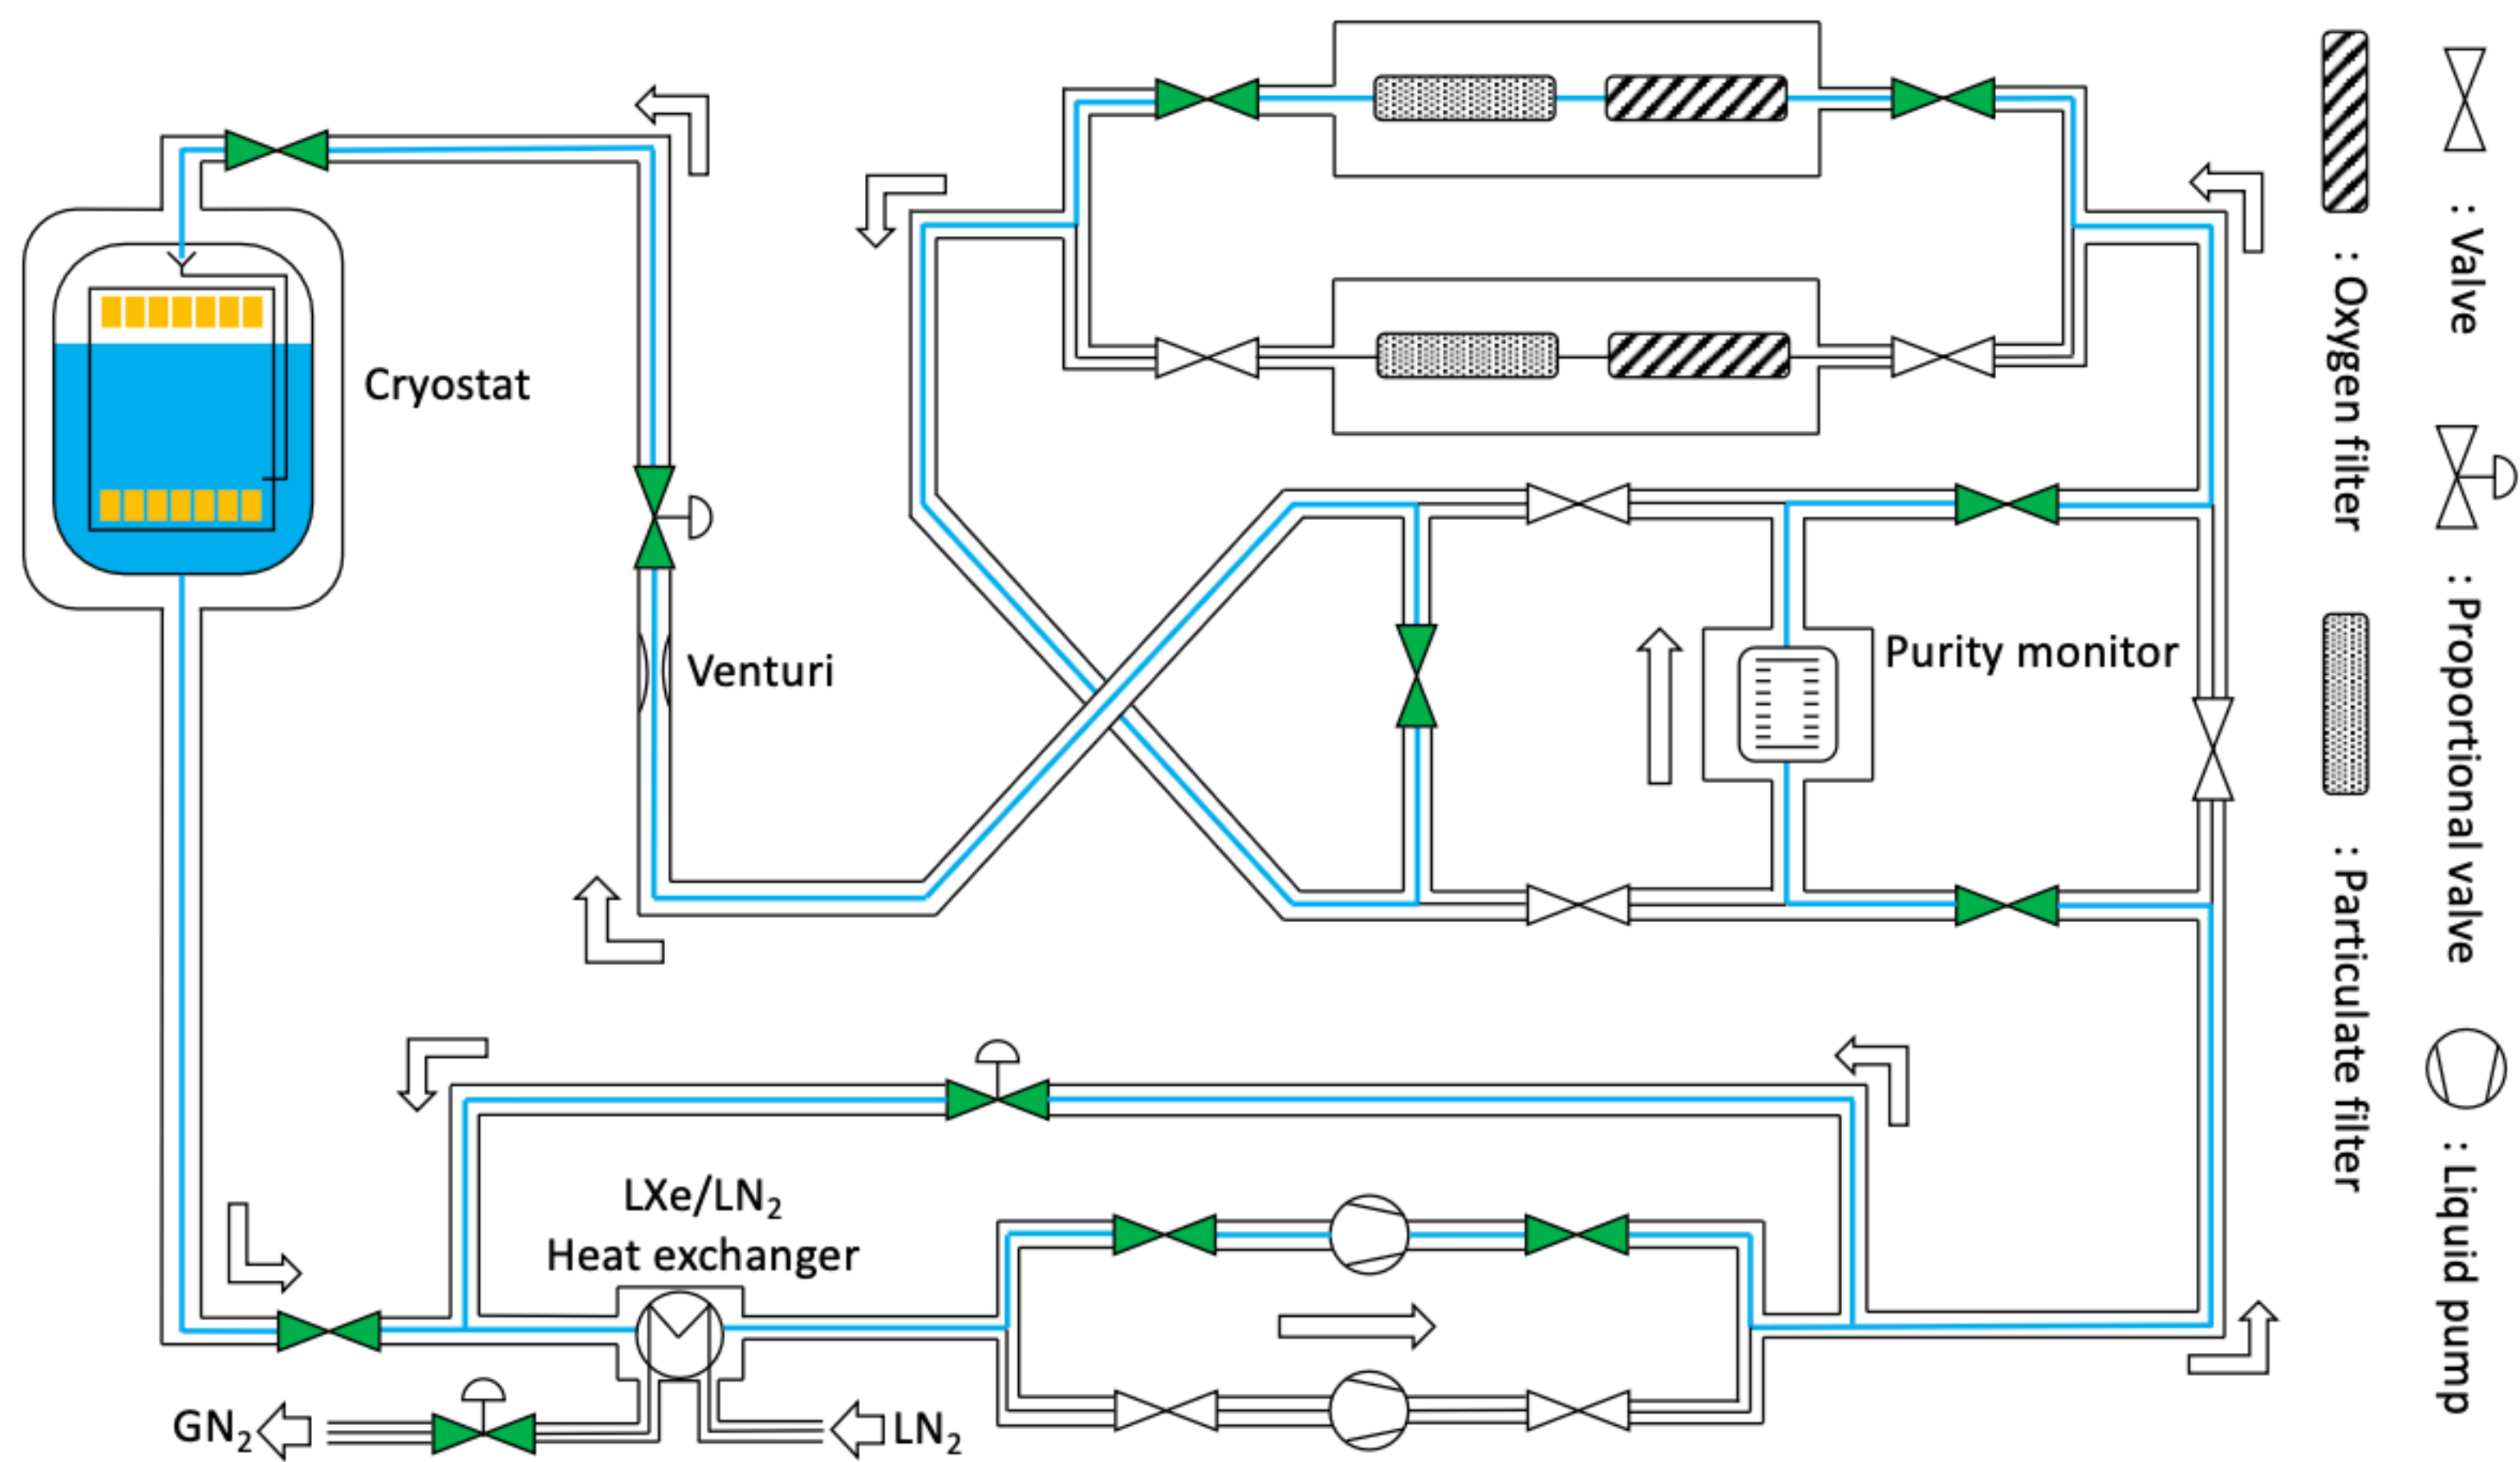 Cryostat
Venturi
Purity monitor
LXe/LN₂
Heat exchanger
GN₂
LN₂
: Valve
: Proportional valve
: Liquid pump
: Oxygen filter
: Particulate filter